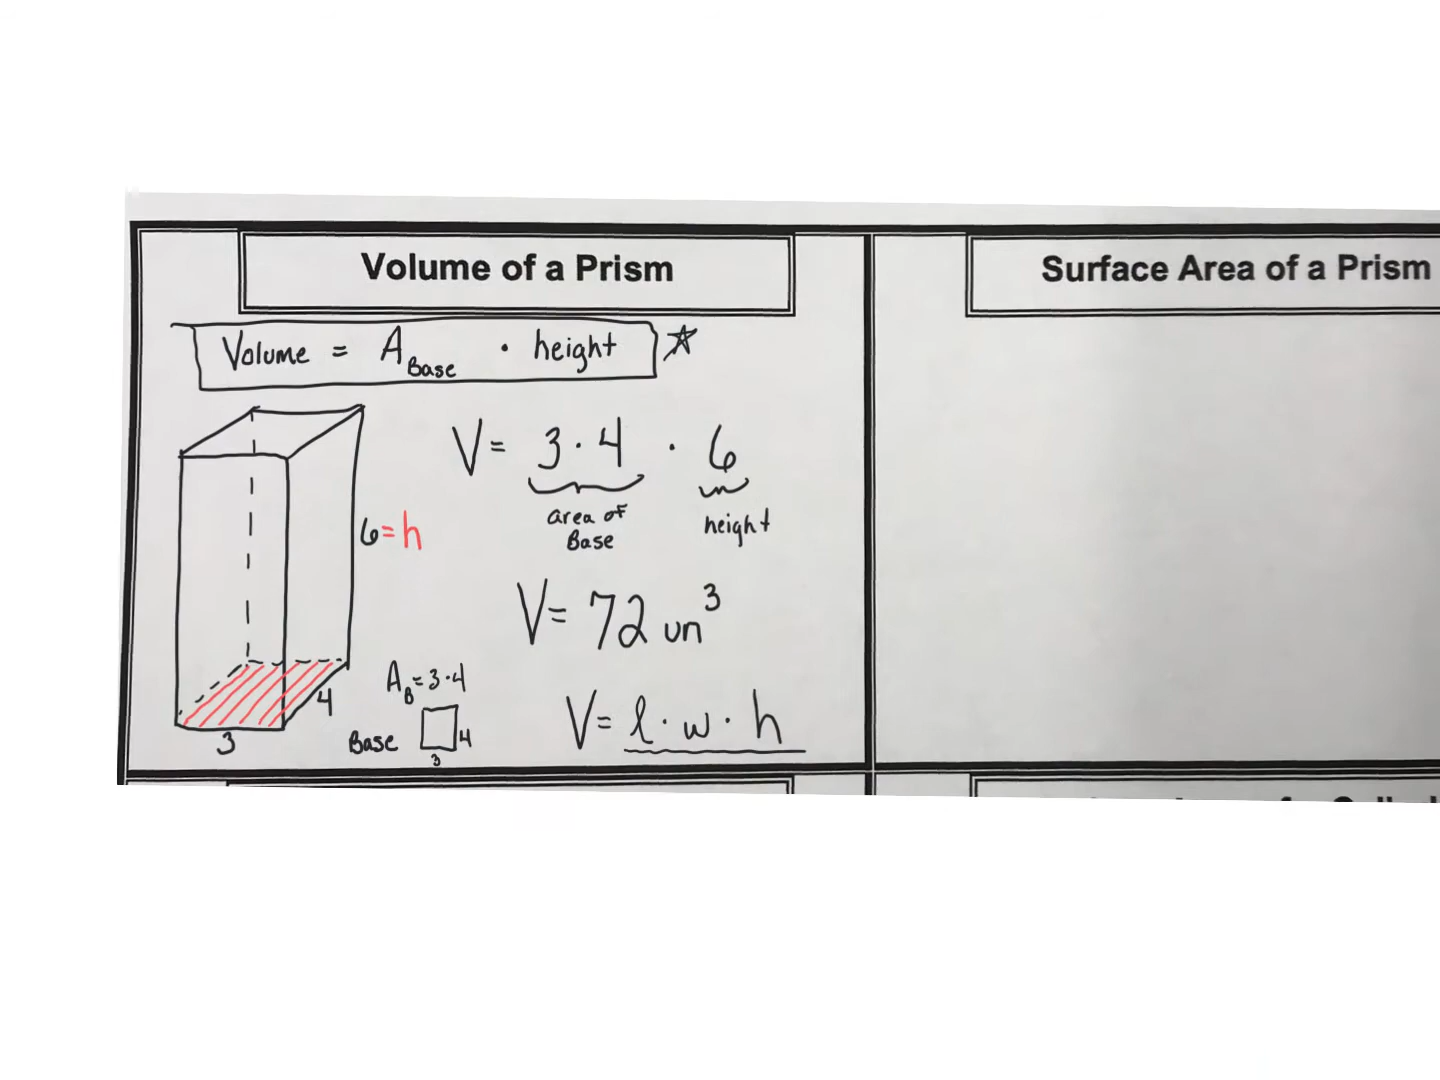 Volume of a Prism
Surface Area of a Prism
Volume = A Base · height
V = 3 · 4 · 6
area of Base
height
6 = h
V = 72 un³
A B = 3·4
4
3
Base
4
3
V = l · w · h